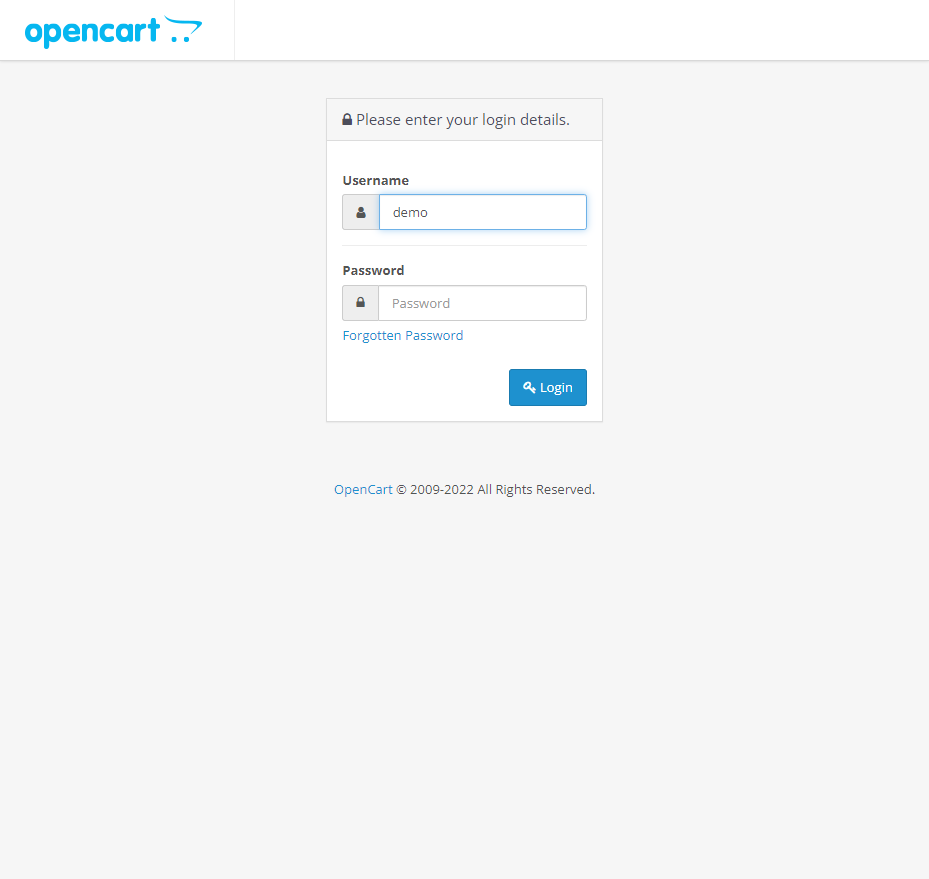 opencart
Please enter your login details.
Username
demo
Password
Password
Forgotten Password
Login
OpenCart © 2009-2022 All Rights Reserved.